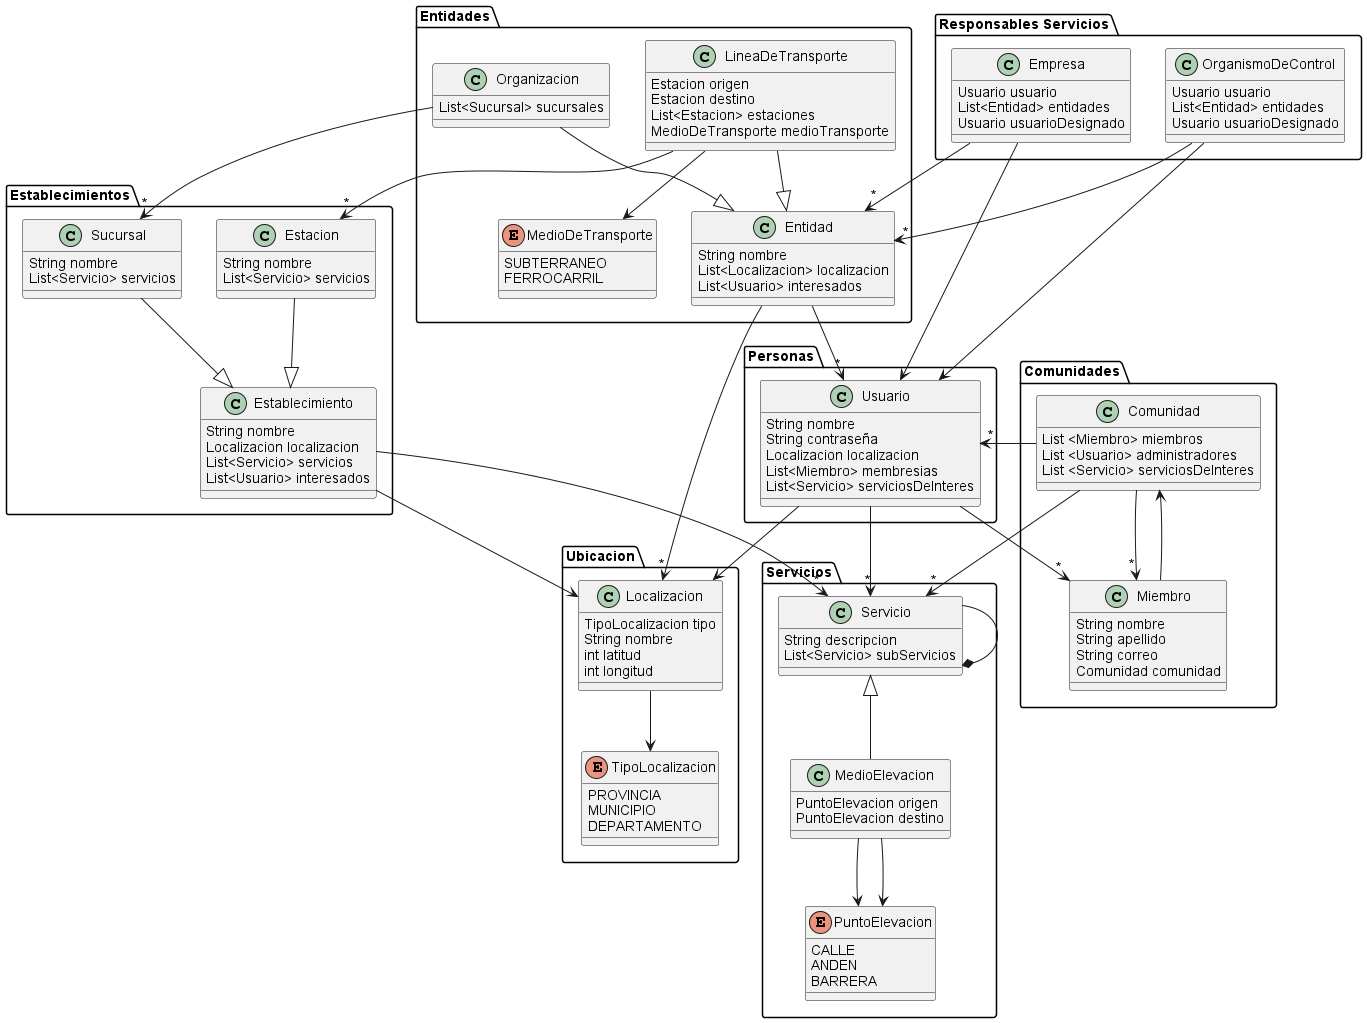 Entidades
Organizacion
List<Sucursal> sucursales
LineaDeTransporte
Estacion origen
Estacion destino
List<Estacion> estaciones
MedioDeTransporte medioTransporte
MedioDeTransporte
SUBTERRANEO
FERROCARRIL
Entidad
String nombre
List<Localizacion> localizacion
List<Usuario> interesados
Responsables Servicios
Empresa
Usuario usuario
List<Entidad> entidades
Usuario usuarioDesignado
OrganismoDeControl
Usuario usuario
List<Entidad> entidades
Usuario usuarioDesignado
*
*
*
*
Establecimientos
Sucursal
String nombre
List<Servicio> servicios
Estacion
String nombre
List<Servicio> servicios
Establecimiento
String nombre
Localizacion localizacion
List<Servicio> servicios
List<Usuario> interesados
Personas
*
Usuario
String nombre
String contraseña
Localizacion localizacion
List<Miembro> membresias
List<Servicio> serviciosDeInteres
Comunidades
Comunidad
List <Miembro> miembros
List <Usuario> administradores
List <Servicio> serviciosDeInteres
*
Miembro
String nombre
String apellido
String correo
Comunidad comunidad
*
*
Ubicacion
*
Localizacion
TipoLocalizacion tipo
String nombre
int latitud
int longitud
TipoLocalizacion
PROVINCIA
MUNICIPIO
DEPARTAMENTO
Servicios
*
*
*
Servicio
String descripcion
List<Servicio> subServicios
MedioElevacion
PuntoElevacion origen
PuntoElevacion destino
PuntoElevacion
CALLE
ANDEN
BARRERA